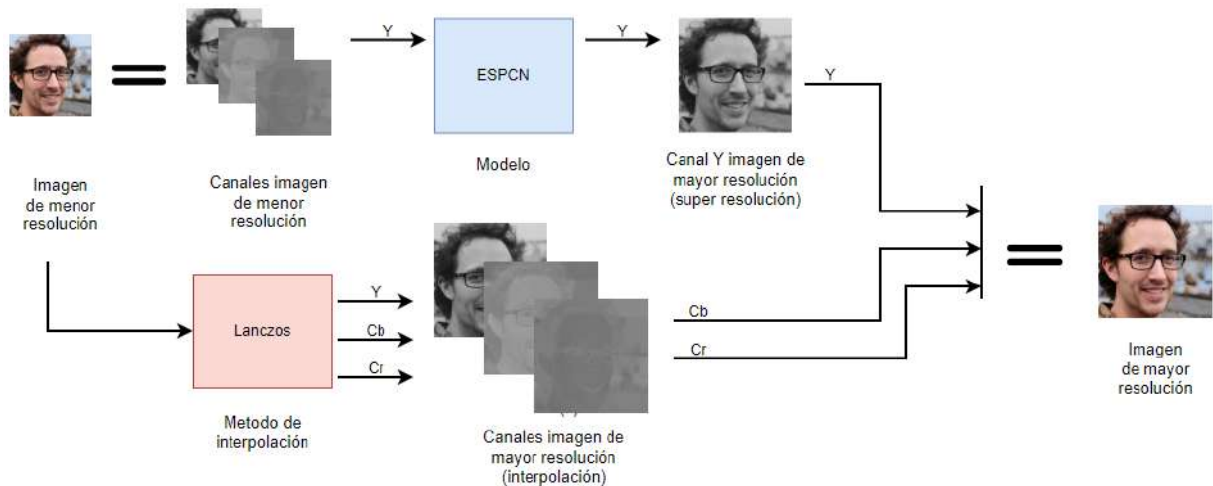 Y
Y
ESPCN
Y
Modelo
Imagen
de menor
resolución
Canales imagen
de menor
resolución
Canal Y imagen de
mayor resolución
(super resolución)
Lanczos
Y
Cb
Cr
Cb
Cr
Metodo de
interpolación
Canales imagen de
mayor resolución
(interpolación)
Imagen
de mayor
resolución